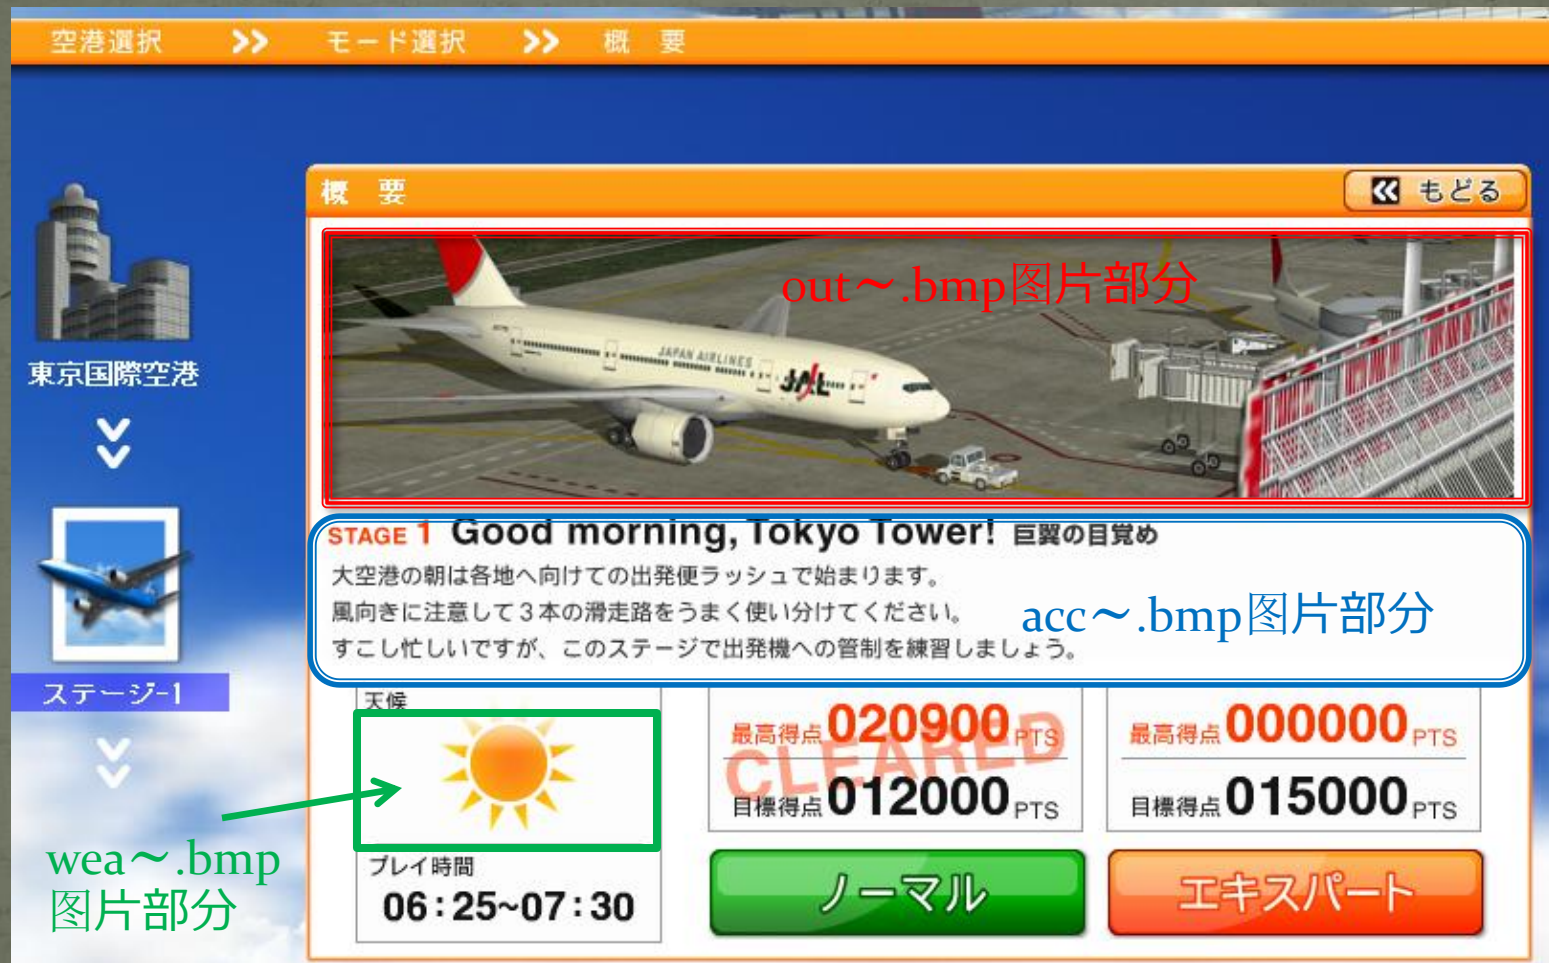 空港選択 >> モード選択 >> 概 要
概 要
もどる
東京国際空港
ステージ-1
out~.bmp图片部分
JAPAN AIRLINES
JAL
STAGE 1 Good morning, Tokyo Tower! 巨翼の目覚め
大空港の朝は各地へ向けての出発便ラッシュで始まります。
風向きに注意して3本の滑走路をうまく使い分けてください。
すこし忙しいですが、このステージで出発機への管制を練習しましょう。
acc~.bmp图片部分
天候
wea~.bmp
图片部分
プレイ時間
06:25~07:30
最高得点 020900 PTS
CLEARED
目標得点 012000 PTS
ノーマル
最高得点 000000 PTS
目標得点 015000 PTS
エキスパート